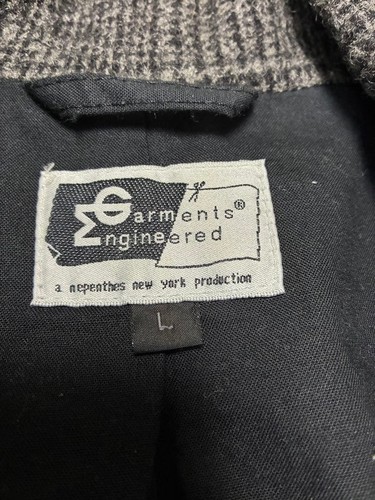 Garments®
Engineered
a nepenthes new york production
L